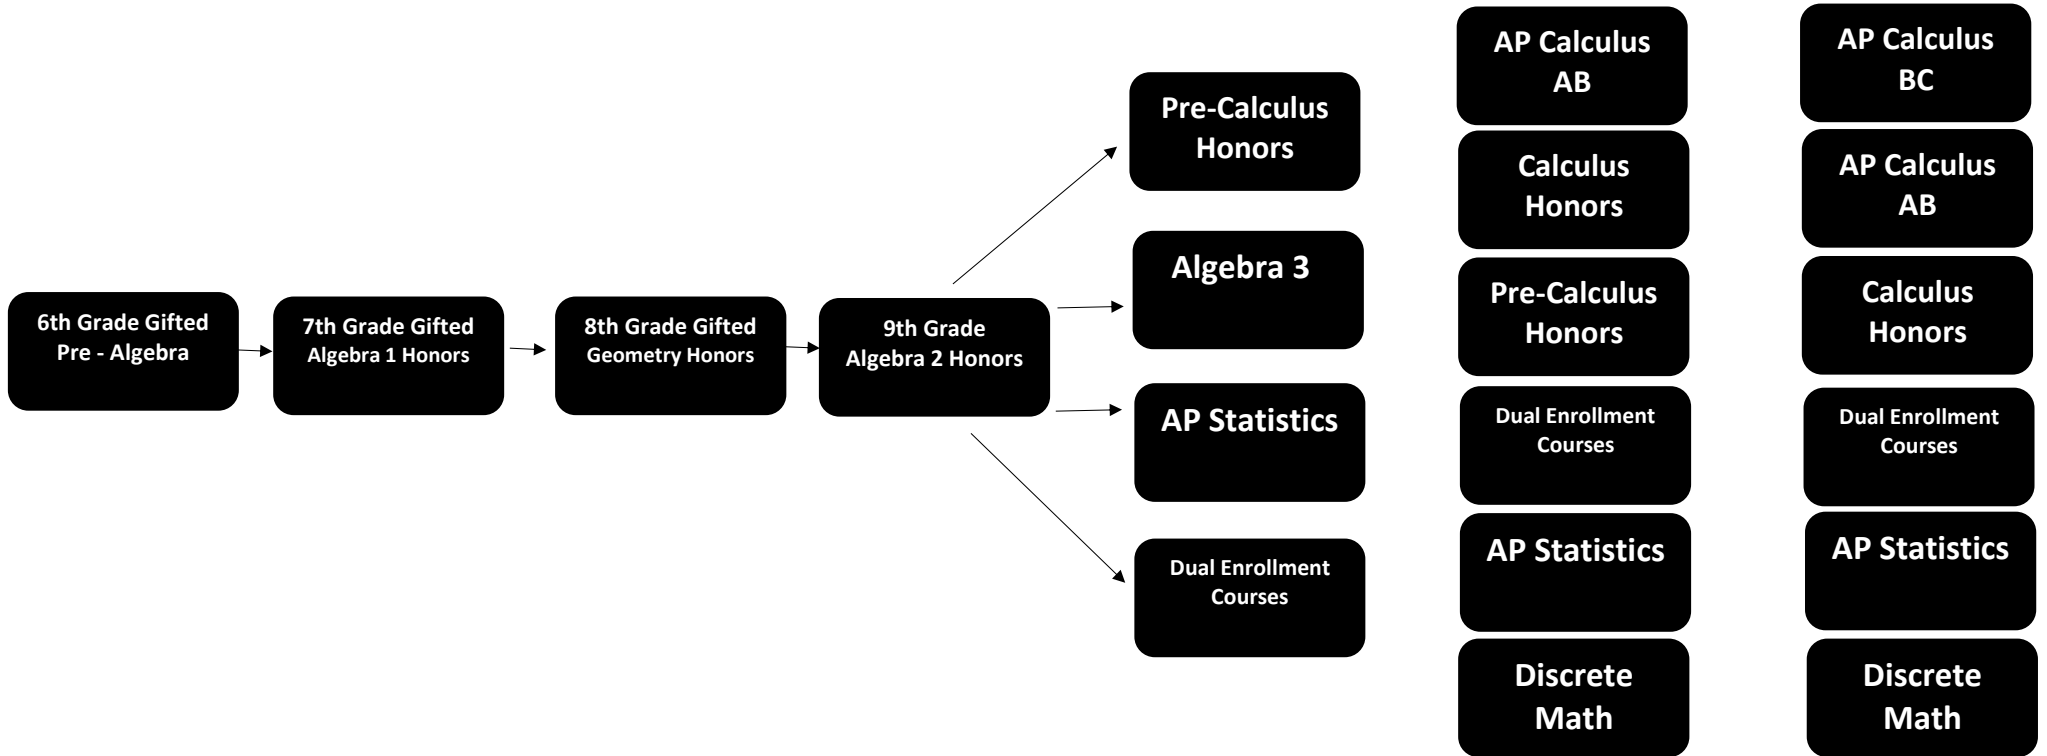 6th Grade Gifted
Pre - Algebra
7th Grade Gifted
Algebra 1 Honors
8th Grade Gifted
Geometry Honors
9th Grade
Algebra 2 Honors
Pre-Calculus
Honors
Algebra 3
AP Statistics
Dual Enrollment
Courses
AP Calculus
AB
Calculus
Honors
Pre-Calculus
Honors
Dual Enrollment
Courses
AP Statistics
Discrete
Math
AP Calculus
BC
AP Calculus
AB
Calculus
Honors
Dual Enrollment
Courses
AP Statistics
Discrete
Math